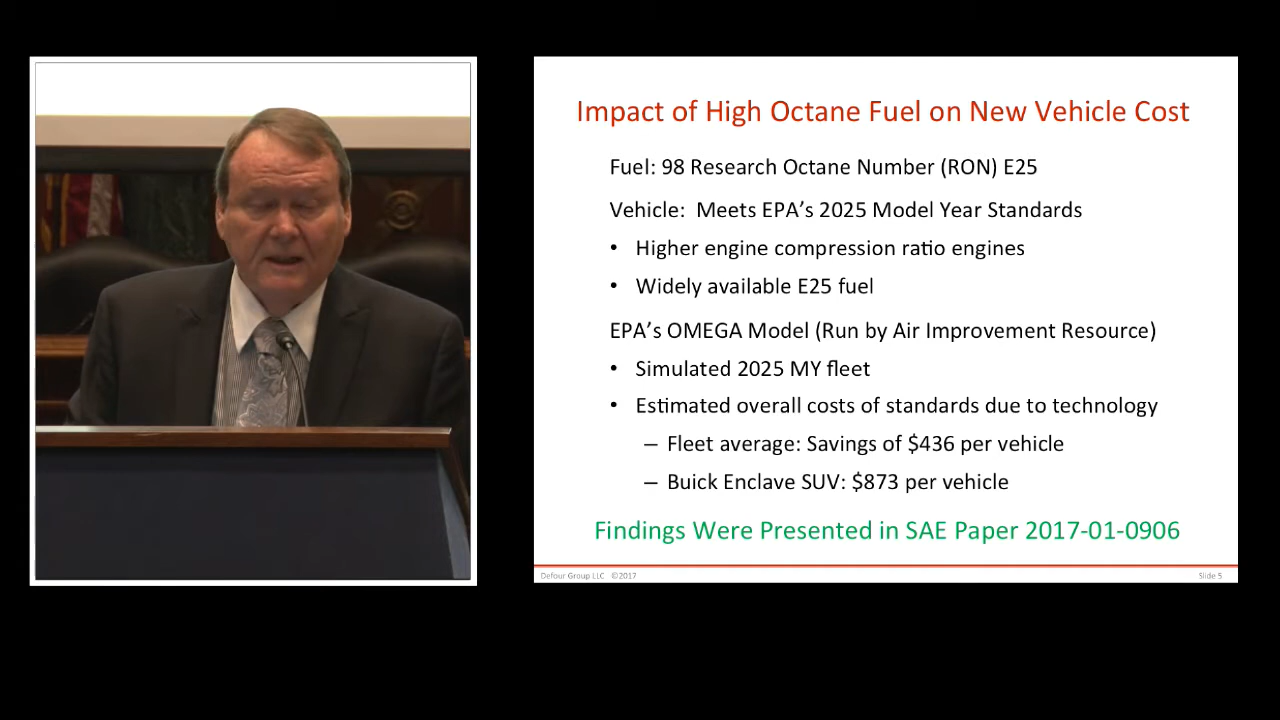 Impact of High Octane Fuel on New Vehicle Cost
Fuel: 98 Research Octane Number (RON) E25
Vehicle: Meets EPA’s 2025 Model Year Standards
• Higher engine compression ratio engines
• Widely available E25 fuel
EPA’s OMEGA Model (Run by Air Improvement Resource)
• Simulated 2025 MY fleet
• Estimated overall costs of standards due to technology
– Fleet average: Savings of $436 per vehicle
– Buick Enclave SUV: $873 per vehicle
Findings Were Presented in SAE Paper 2017-01-0906
Defour Group LLC ©2017
Slide 5